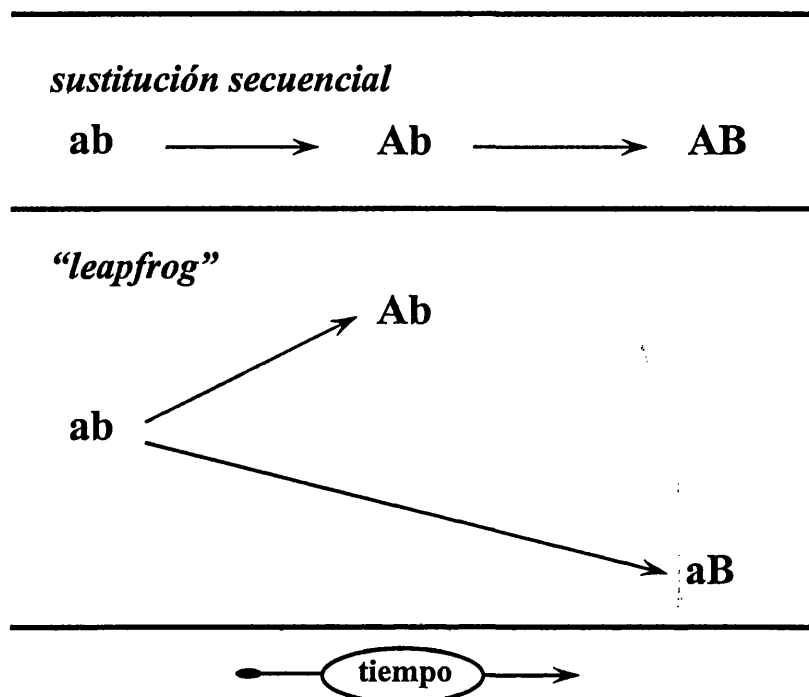 sustitución secuencial
ab Ab AB
“leapfrog”
Ab
ab
aB
tiempo